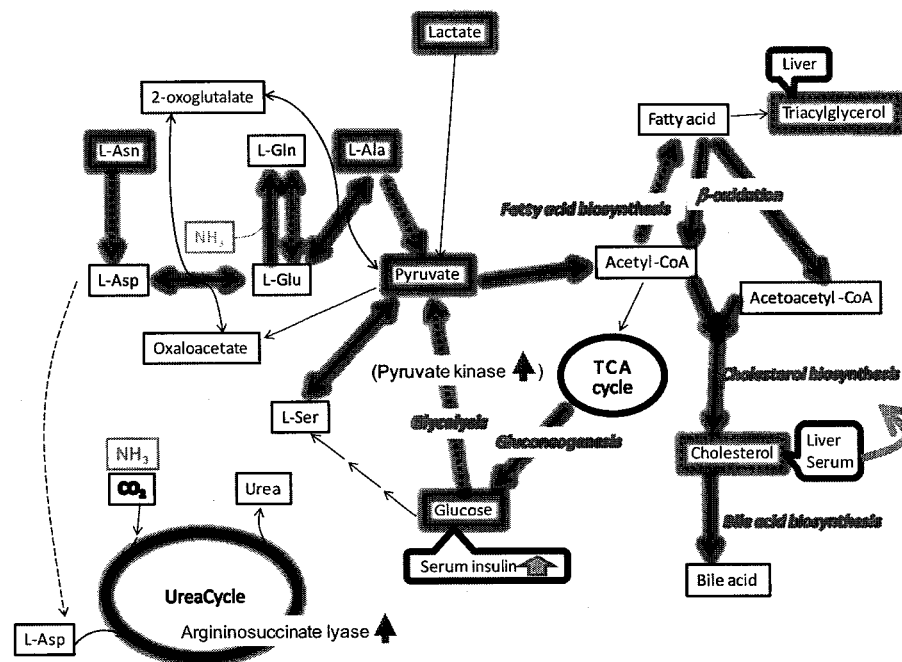 Lactate
Liver
2-oxoglutalate
Fatty acid
Triacylglycerol
L-Asn
L-Gln
L-Ala
β-oxidation
Fatty acid biosynthesis
NH3
L-Asp
L-Glu
Pyruvate
Acetyl-CoA
Acetoacetyl-CoA
Oxaloacetate
(Pyruvate kinase )
TCA
cycle
Cholesterol biosynthesis
L-Ser
Glycolysis
Gluconeogenesis
NH3
CO2
Urea
Cholesterol
Liver
Serum
Glucose
Bile acid biosynthesis
Serum insulin
Bile acid
UreaCycle
Argininosuccinate lyase
L-Asp